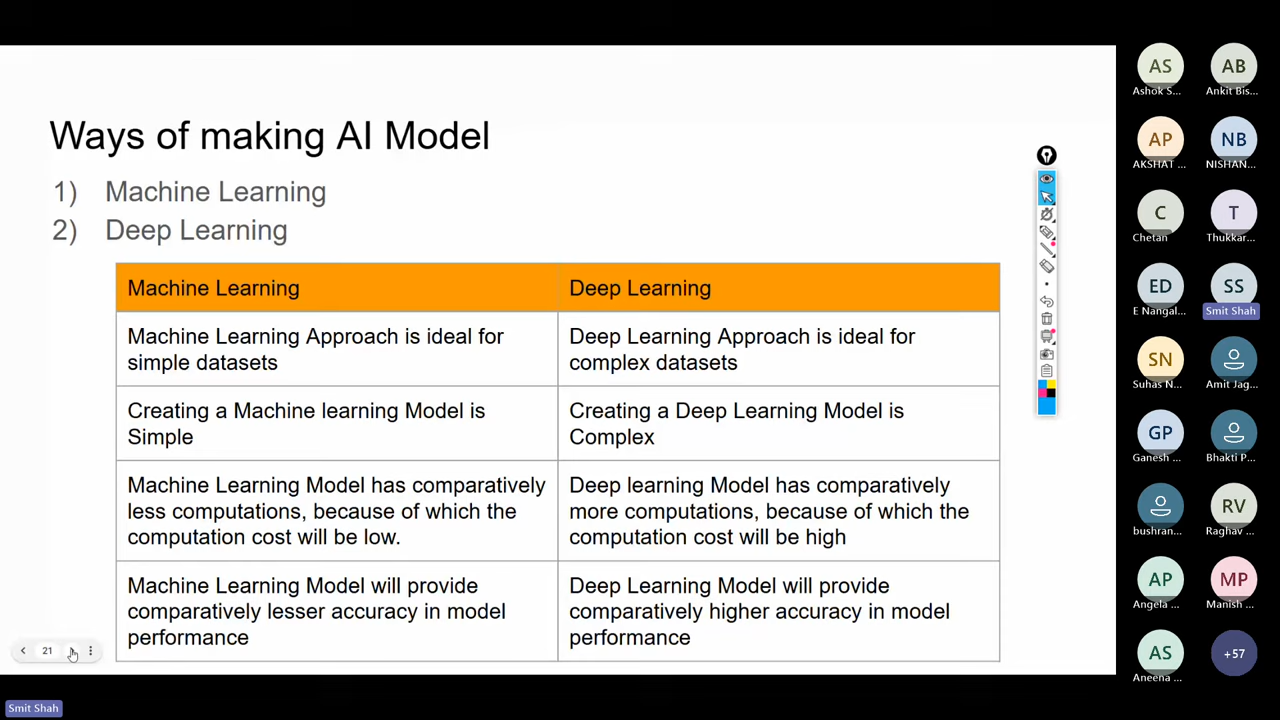 Ways of making AI Model
1) Machine Learning
2) Deep Learning
Machine Learning
Deep Learning
Machine Learning Approach is ideal for
simple datasets
Deep Learning Approach is ideal for
complex datasets
Creating a Machine learning Model is
Simple
Creating a Deep Learning Model is
Complex
Machine Learning Model has comparatively
less computations, because of which the
computation cost will be low.
Deep learning Model has comparatively
more computations, because of which the
computation cost will be high
Machine Learning Model will provide
comparatively lesser accuracy in model
performance
Deep Learning Model will provide
comparatively higher accuracy in model
performance
21
Smit Shah
AS
Ashok S...
AB
Ankit Bis...
AP
AKSHAT ...
NB
NISHAN...
C
Chetan
T
Thukkar...
ED
E Nangal...
SS
Smit Shah
SN
Suhas N...
Amit Jag...
GP
Ganesh ...
Bhakti P...
bushran...
RV
Raghav ...
AP
Angela ...
MP
Manish ...
AS
Aneena ...
+57